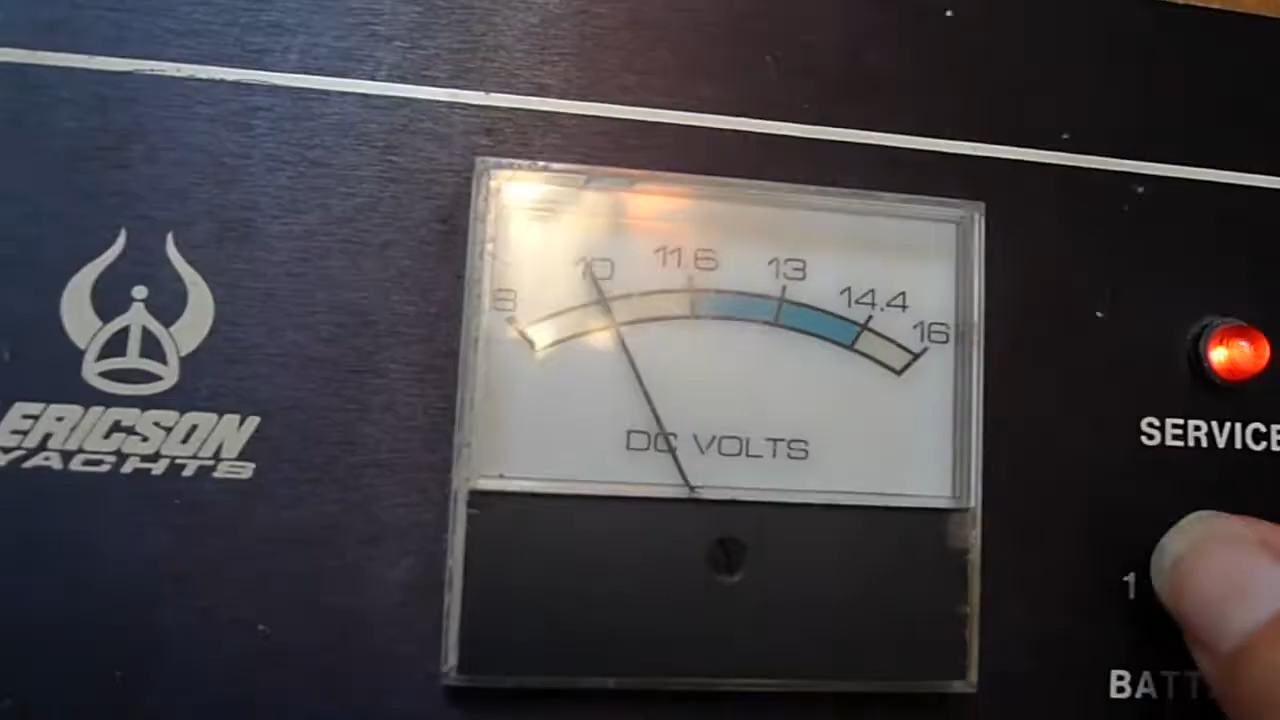 8 10 11.6 13 14.4 16
DC VOLTS
ERICSON
YACHTS
SERVICE
1
BATT